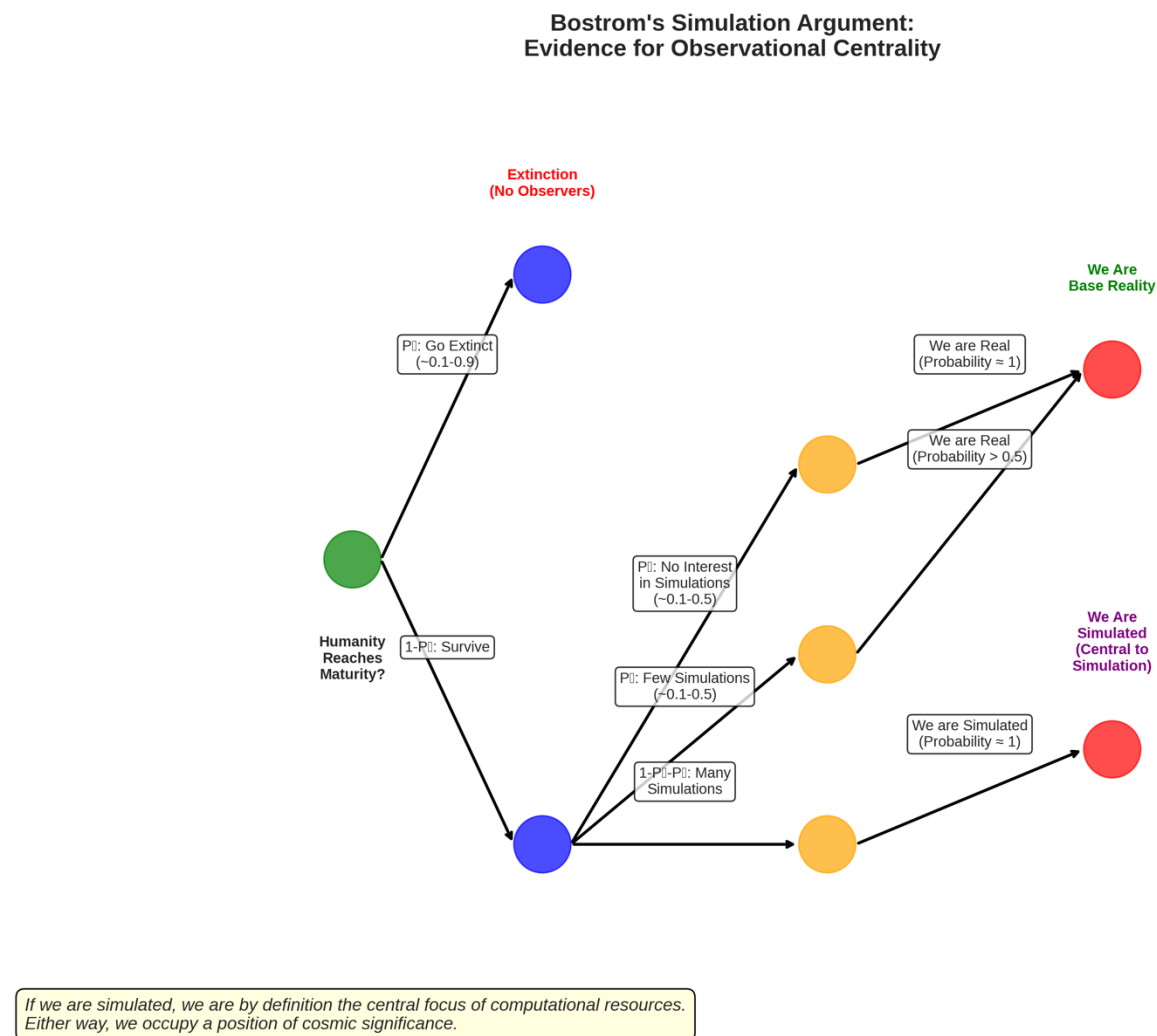 Bostrom's Simulation Argument:
Evidence for Observational Centrality
Extinction
(No Observers)
We Are
Base Reality
P▯: Go Extinct
(~0.1-0.9)
We are Real
(Probability ≈ 1)
We are Real
(Probability > 0.5)
P▯: No Interest
in Simulations
(~0.1-0.5)
Humanity
Reaches
Maturity?
1-P▯: Survive
We Are
Simulated
(Central to
Simulation)
P▯: Few Simulations
(~0.1-0.5)
We are Simulated
(Probability ≈ 1)
1-P▯-P▯: Many
Simulations
If we are simulated, we are by definition the central focus of computational resources.
Either way, we occupy a position of cosmic significance.